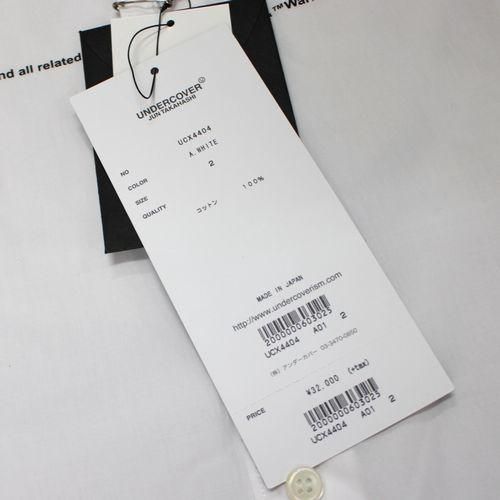 nd all related
™War
UNDERCOVER
JUN TAKAHASHI
NO UCX4404
COLOR A.WHITE
SIZE 2
QUALITY コットン 100%
MADE IN JAPAN
http://www.undercoverism.com
2000000603025
UCX4404 A01 2
(株) アンダーカバー 03-3470-0850
PRICE ¥32,000 (+tax)
2000000603025
UCX4404 A01 2